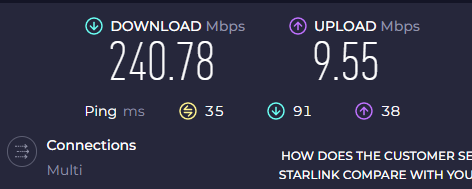 DOWNLOAD Mbps UPLOAD Mbps
240.78 9.55
Ping ms 35 91 38
Connections
Multi
HOW DOES THE CUSTOMER SE
STARLINK COMPARE WITH YOU